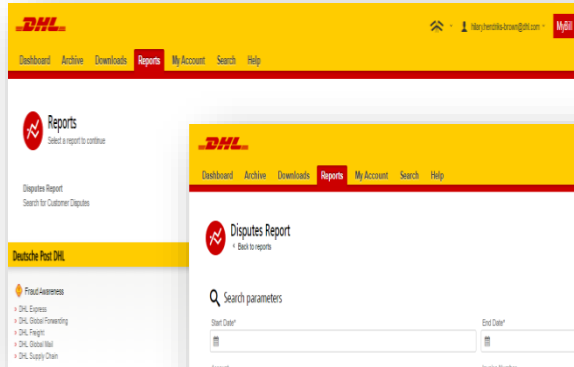 DHL
hilary.hendriks-brown@dhl.com
MyBill
Dashboard Archive Downloads Reports My Account Search Help
Reports
Select a report to continue
Disputes Report
Search for Customer Disputes
Deutsche Post DHL
Fraud Awareness
> DHL Express
> DHL Global Forwarding
> DHL Freight
> DHL Global Mail
> DHL Supply Chain
DHL
Dashboard Archive Downloads Reports My Account Search Help
Disputes Report
< Back to reports
Search parameters
Start Date* End Date*